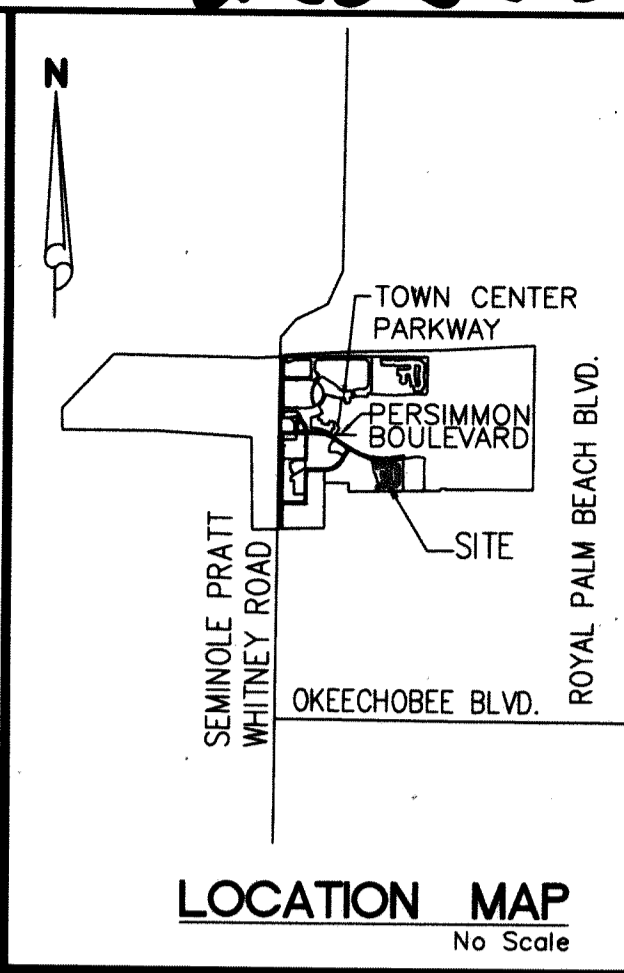 N
TOWN CENTER
PARKWAY
PERSIMMON
BOULEVARD
SITE
SEMINOLE PRATT
WHITNEY ROAD
ROYAL PALM BEACH BLVD.
OKEECHOBEE BLVD.
LOCATION MAP
No Scale